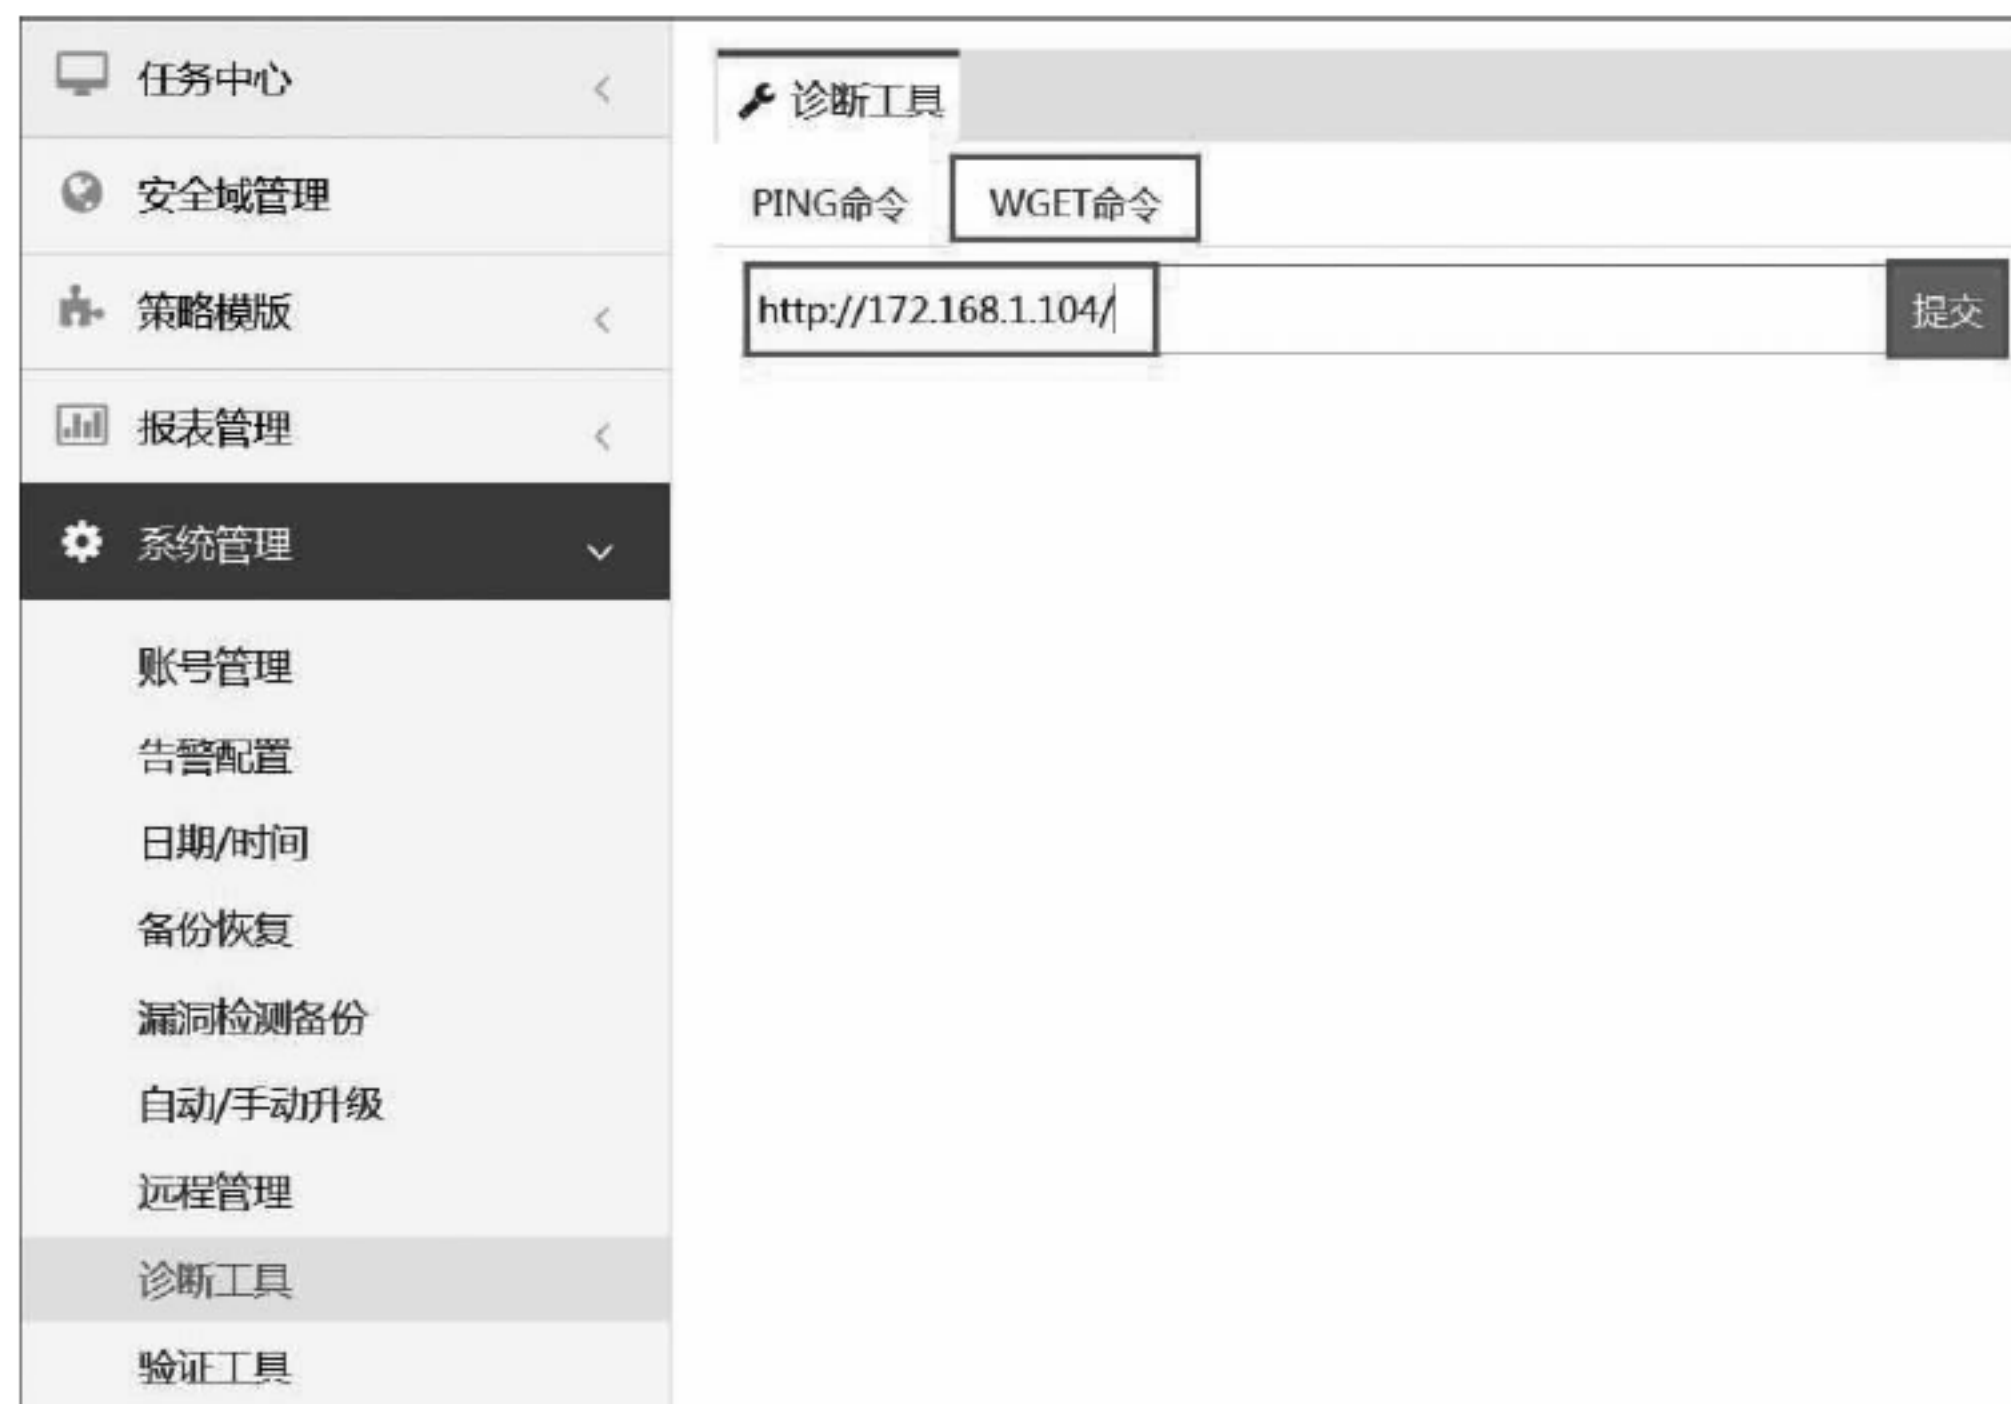 任务中心
安全域管理
策略模版
报表管理
系统管理
账号管理
告警配置
日期/时间
备份恢复
漏洞检测备份
自动/手动升级
远程管理
诊断工具
验证工具
诊断工具
PING命令 WGET命令
http://172.168.1.104/ 提交